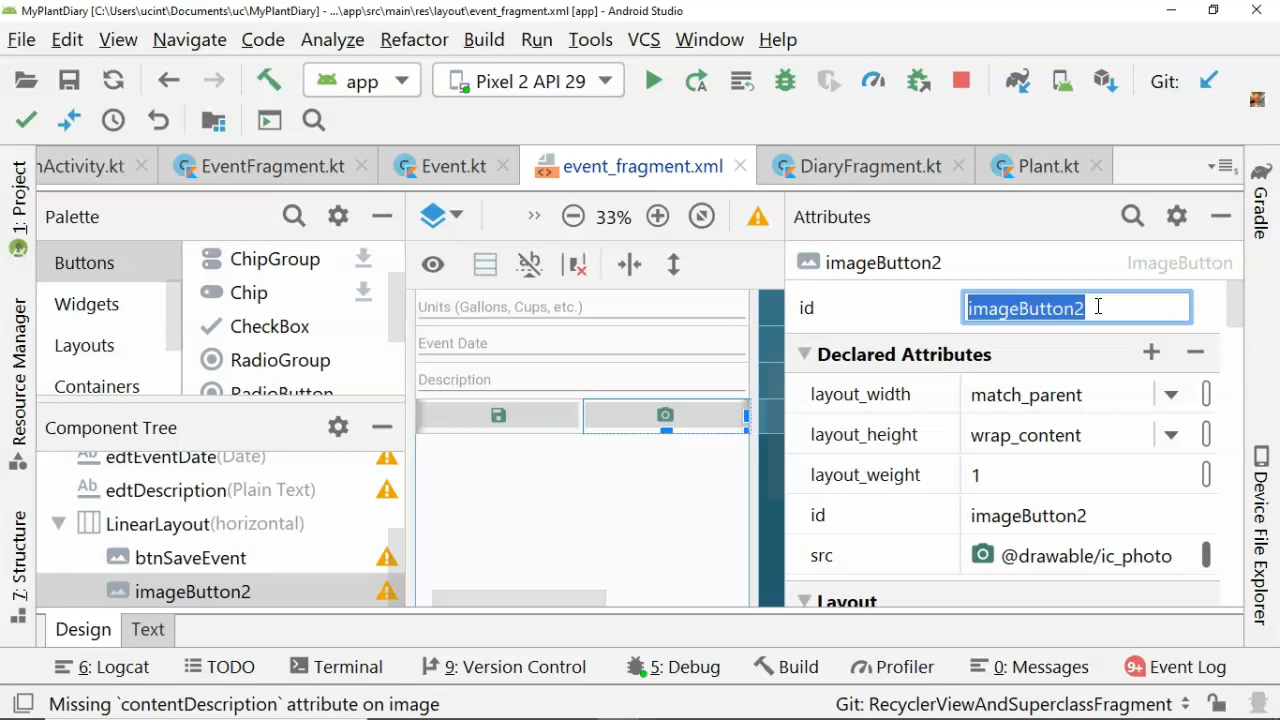 MyPlantDiary [C:\Users\ucint\Documents\uc\MyPlantDiary] - ...\app\src\main\res\layout\event_fragment.xml [app] - Android Studio
File Edit View Navigate Code Analyze Refactor Build Run Tools VCS Window Help
app Pixel 2 API 29 Git:
nActivity.kt EventFragment.kt Event.kt event_fragment.xml DiaryFragment.kt Plant.kt
1: Project
Resource Manager
7: Structure
Palette
Buttons
Widgets
Layouts
Containers
ChipGroup
Chip
CheckBox
RadioGroup
RadioButton
Component Tree
Ab edtEventDate(Date)
Ab edtDescription(Plain Text)
LinearLayout(horizontal)
btnSaveEvent
imageButton2
33%
Units (Gallons, Cups, etc.)
Event Date
Description
Attributes
imageButton2 ImageButton
id imageButton2
Declared Attributes
layout_width match_parent
layout_height wrap_content
layout_weight 1
id imageButton2
src @drawable/ic_photo
Layout
Gradle
Device File Explorer
Design Text
6: Logcat TODO Terminal 9: Version Control 5: Debug Build Profiler 0: Messages 9+ Event Log
Missing `contentDescription` attribute on image Git: RecyclerViewAndSuperclassFragment